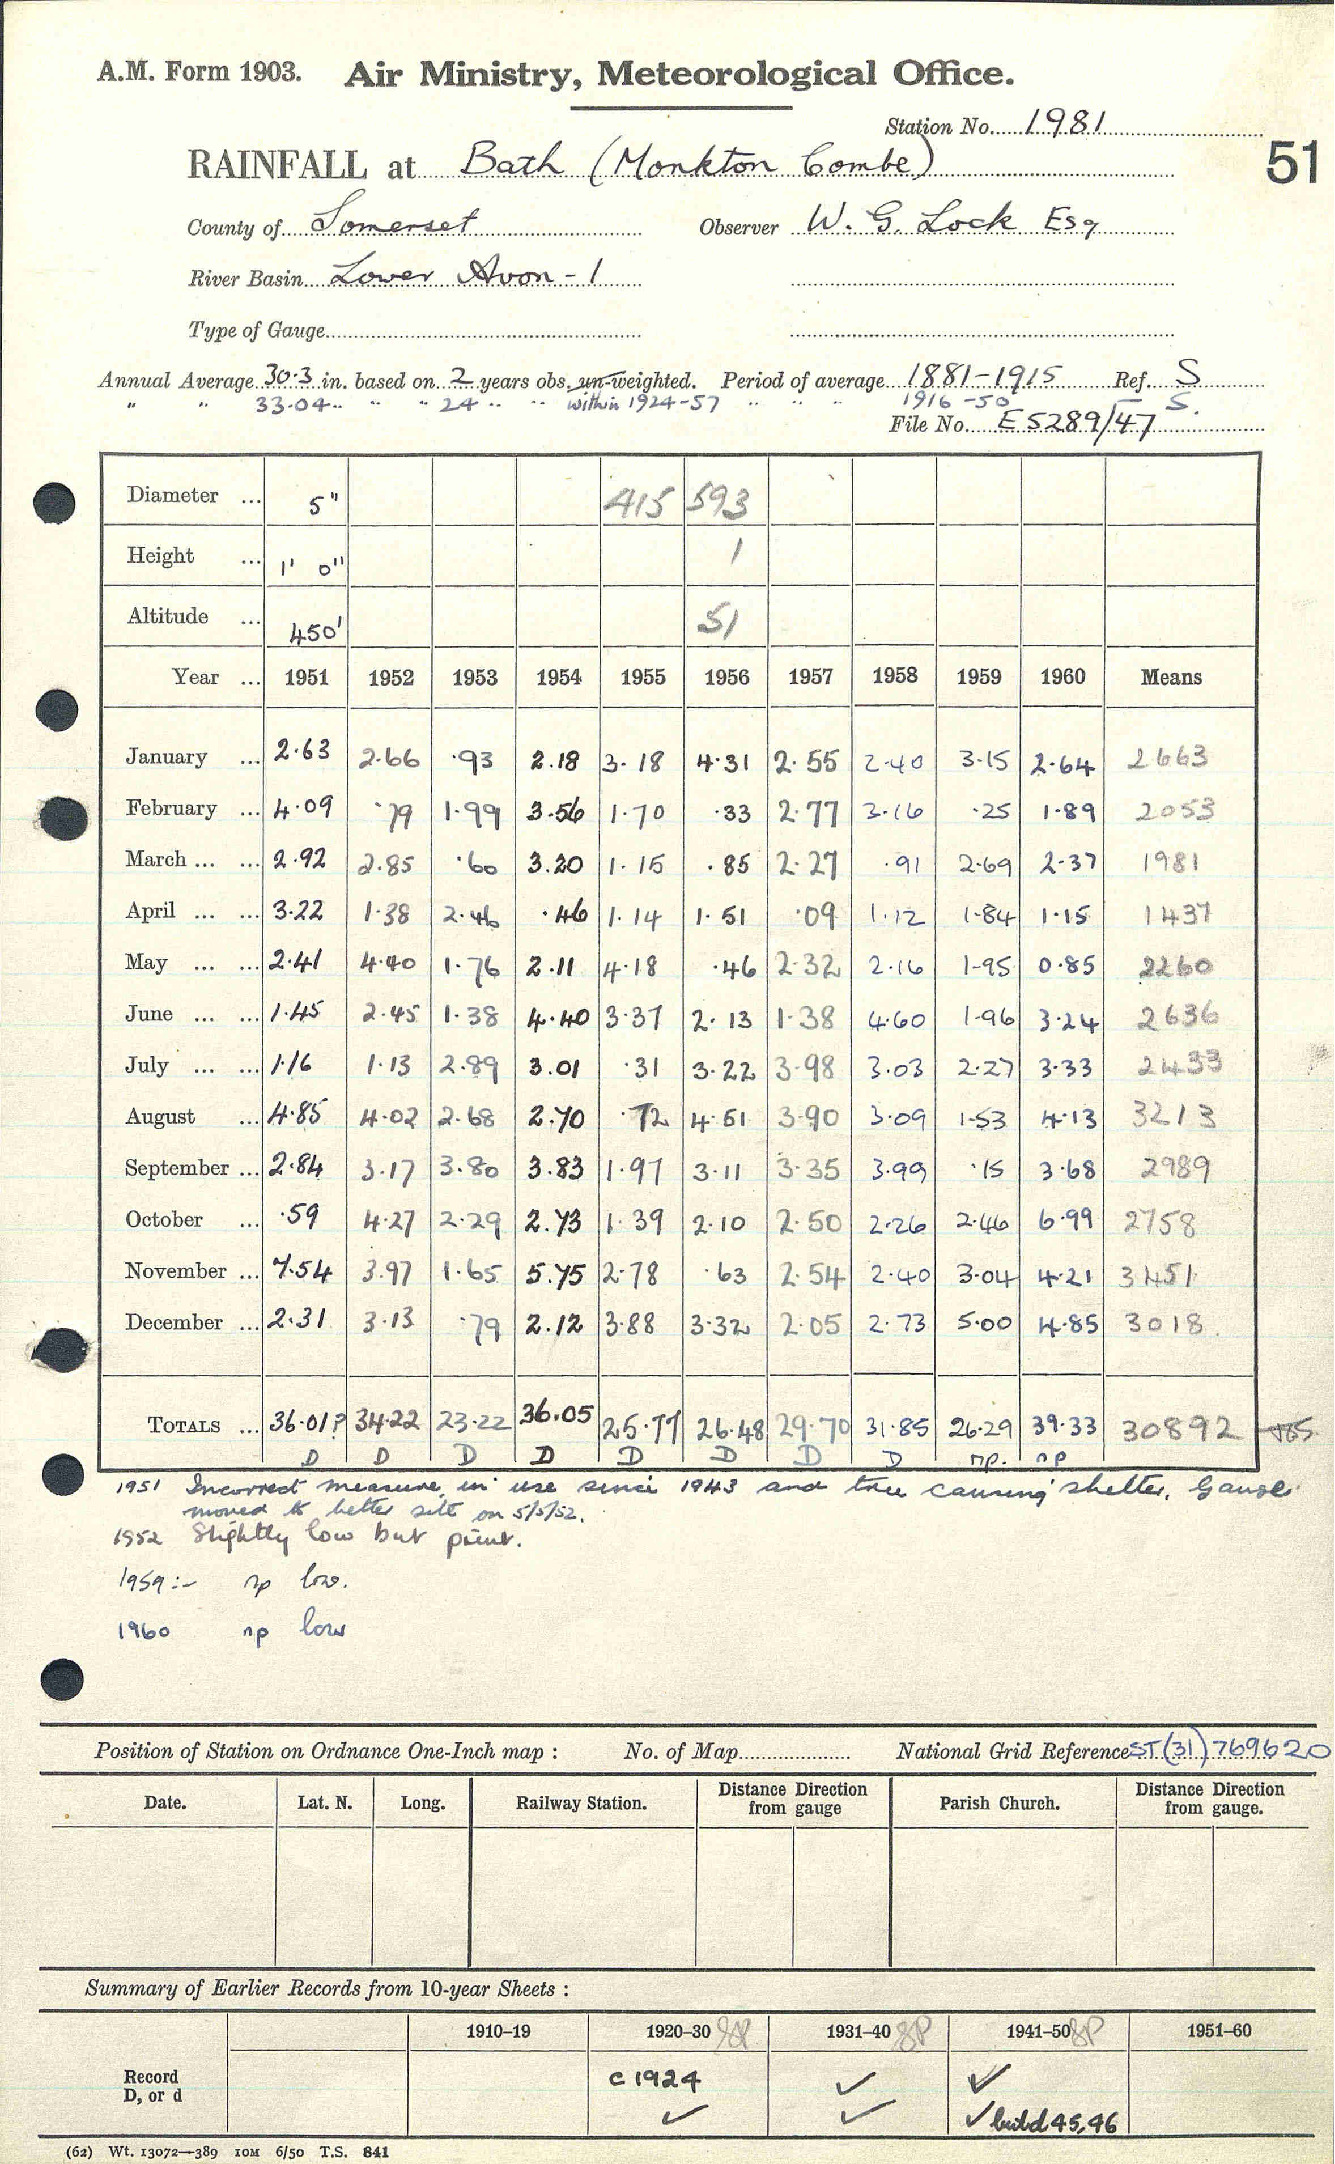 A.M. Form 1903. Air Ministry, Meteorological Office.
Station No. 1981
51
RAINFALL at Bath (Monkton Combe)
County of Somerset Observer W. G. Lock Esq
River Basin Lower Avon - 1
Type of Gauge
Annual Average 30.3 in. based on 2 years obs. un-weighted. Period of average 1881-1915 Ref. S
" " 33.04 " " 24 " " within 1924-57 " " " 1916-50 S.
File No. E5289/47
Diameter ... 5" 415 593
Height ... 1' 0" 1
Altitude ... 450' 51
Year ... 1951 1952 1953 1954 1955 1956 1957 1958 1959 1960 Means
January ... 2.63 2.66 .93 2.18 3.18 4.31 2.55 2.40 3.15 2.64 2663
February ... 4.09 .79 1.99 3.56 1.70 .33 2.77 3.16 .25 1.89 2053
March ... ... 2.92 2.85 .60 3.20 1.15 .85 2.27 .91 2.69 2.37 1981
April ... ... 3.22 1.38 2.46 .46 1.14 1.51 .09 1.12 1.84 1.15 1437
May ... ... 2.41 4.40 1.76 2.11 4.18 .46 2.32 2.16 1.95 0.85 2260
June ... ... 1.45 2.45 1.38 4.40 3.37 2.13 1.38 4.60 1.96 3.24 2636
July ... ... 1.16 1.13 2.89 3.01 .31 3.22 3.98 3.03 2.27 3.33 2433
August ... 4.85 4.02 2.68 2.70 .72 4.51 3.90 3.09 1.53 4.13 3213
September ... 2.84 3.17 3.80 3.83 1.97 3.11 3.35 3.99 .15 3.68 2989
October ... .59 4.27 2.29 2.73 1.39 2.10 2.50 2.26 2.46 6.99 2758
November ... 7.54 3.97 1.65 5.75 2.78 .63 2.54 2.40 3.04 4.21 3451
December ... 2.31 3.13 .79 2.12 3.88 3.32 2.05 2.73 5.00 4.85 3018
TOTALS ... 36.01? 34.22 23.22 36.05 25.77 26.48 29.70 31.85 26.29 39.33 30892
D D D D D D D D np. np
1951 Incorrect measure in use since 1943 and tree causing shelter. Gauge
moved to better site on 5/5/52.
1952 Slightly low but print.
1959:- np low.
1960 np low
Position of Station on Ordnance One-Inch map : No. of Map National Grid Reference ST(31)769620
Date. Lat. N. Long. Railway Station. Distance Direction from gauge Parish Church. Distance Direction from gauge.
Summary of Earlier Records from 10-year Sheets :
1910-19 1920-30 SP 1931-40 SP 1941-50 SP 1951-60
Record c 1924 ✓ ✓
D, or d ✓ ✓ ✓ but d 45,46
(62) Wt. 13072—389 10M 6/50 T.S. 841